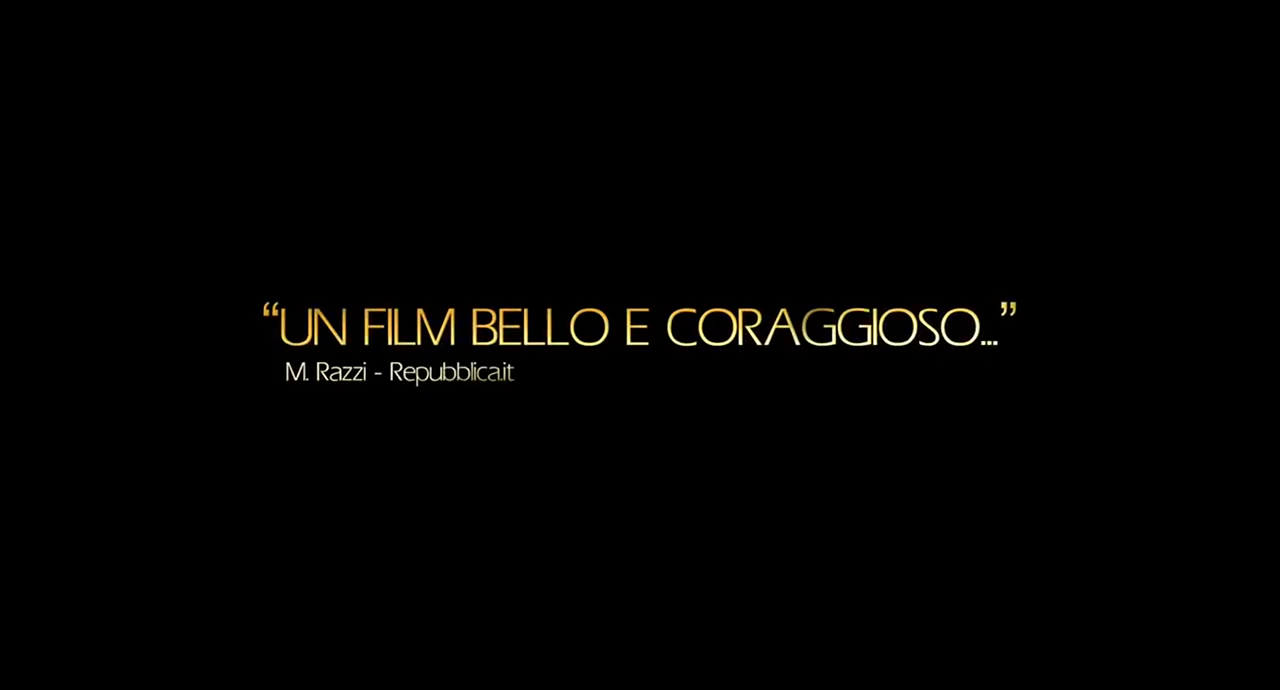 “UN FILM BELLO E CORAGGIOSO...”
M. Razzi - Repubblica.it